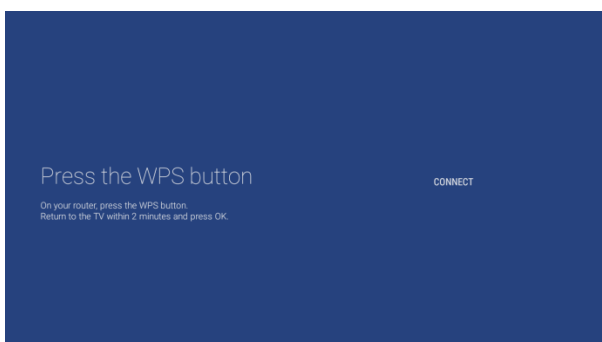 Press the WPS button
CONNECT
On your router, press the WPS button.
Return to the TV within 2 minutes and press OK.